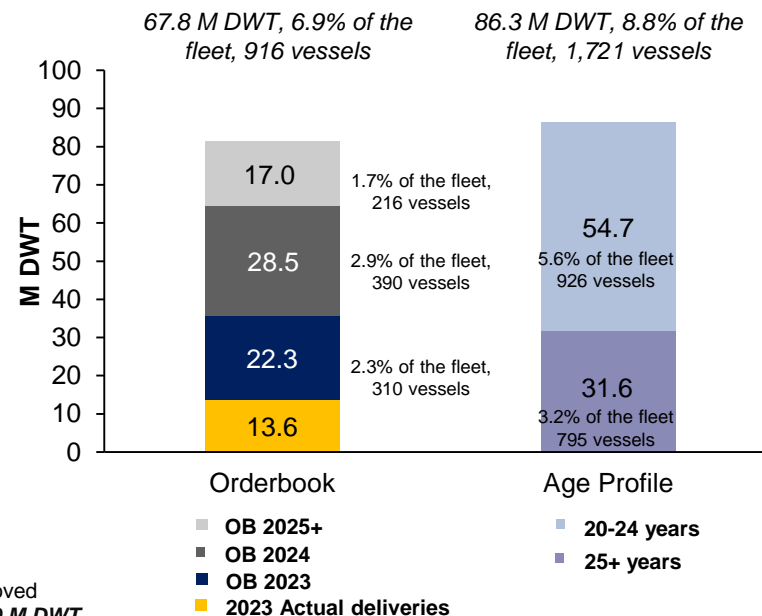 67.8 M DWT, 6.9% of the
fleet, 916 vessels
86.3 M DWT, 8.8% of the
fleet, 1,721 vessels
100
90
80
70
60
50
40
30
20
10
0
M DWT
17.0
1.7% of the fleet,
216 vessels
28.5
2.9% of the fleet,
390 vessels
22.3
2.3% of the fleet,
310 vessels
13.6
54.7
5.6% of the fleet
926 vessels
31.6
3.2% of the fleet
795 vessels
Orderbook
Age Profile
OB 2025+
OB 2024
OB 2023
2023 Actual deliveries
20-24 years
25+ years
M DWT